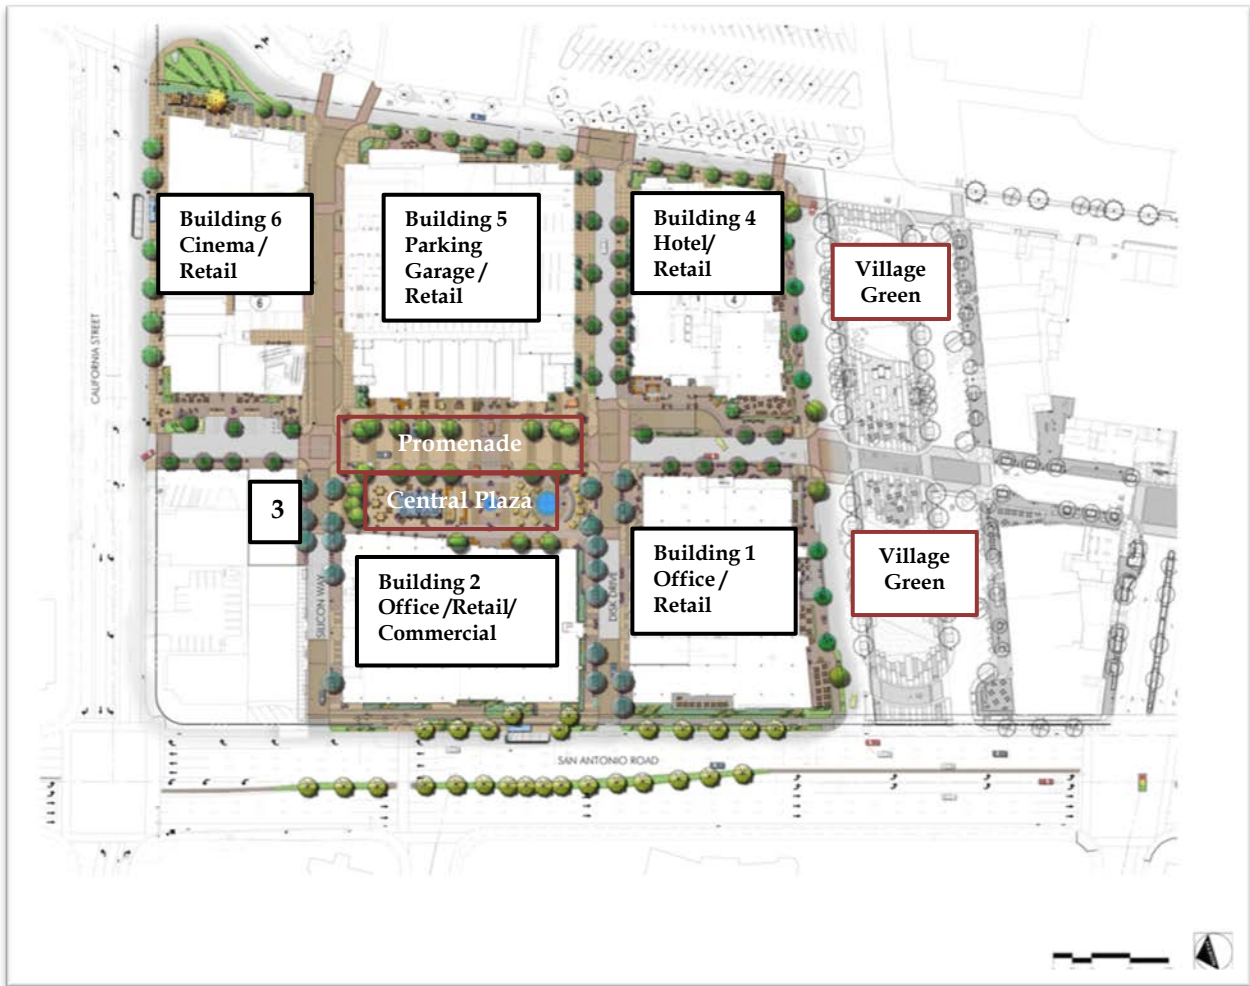 Building 6
Cinema /
Retail
Building 5
Parking
Garage /
Retail
Building 4
Hotel/
Retail
Village
Green
6
4
CALIFORNIA STREET
Promenade
Central Plaza
3
Building 2
Office /Retail/
Commercial
SILICON WAY
DISK DRIVE
Building 1
Office /
Retail
Village
Green
SAN ANTONIO ROAD